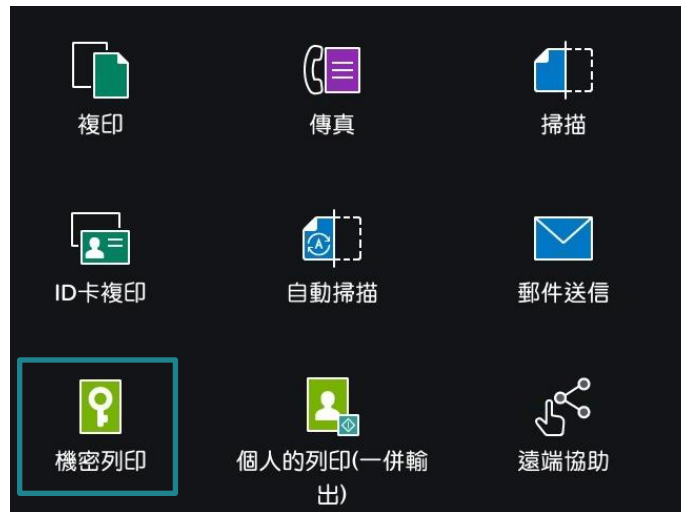 複印
傳真
掃描
ID卡複印
自動掃描
郵件送信
機密列印
個人的列印(一併輸
出)
遠端協助